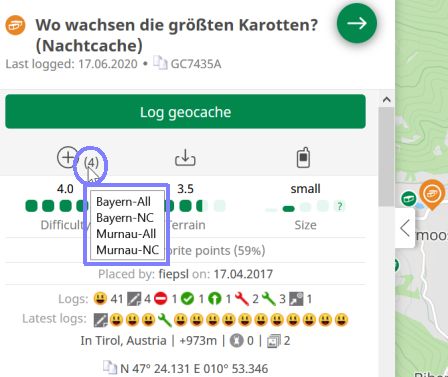 Wo wachsen die größten Karotten?
(Nachtcache)
Last logged: 17.06.2020 • GC7435A
Log geocache
(4)
Bayern-All
Bayern-NC
Murnau-All
Murnau-NC
4.0 3.5 small
?
Difficulty Terrain Size
orite points (59%)
Placed by: fiepsl on: 17.04.2017
Logs: 41 4 1 1 1 2 3 1
Latest logs:
In Tirol, Austria | +973m | 0 | 2
N 47° 24.131 E 010° 53.346
moos